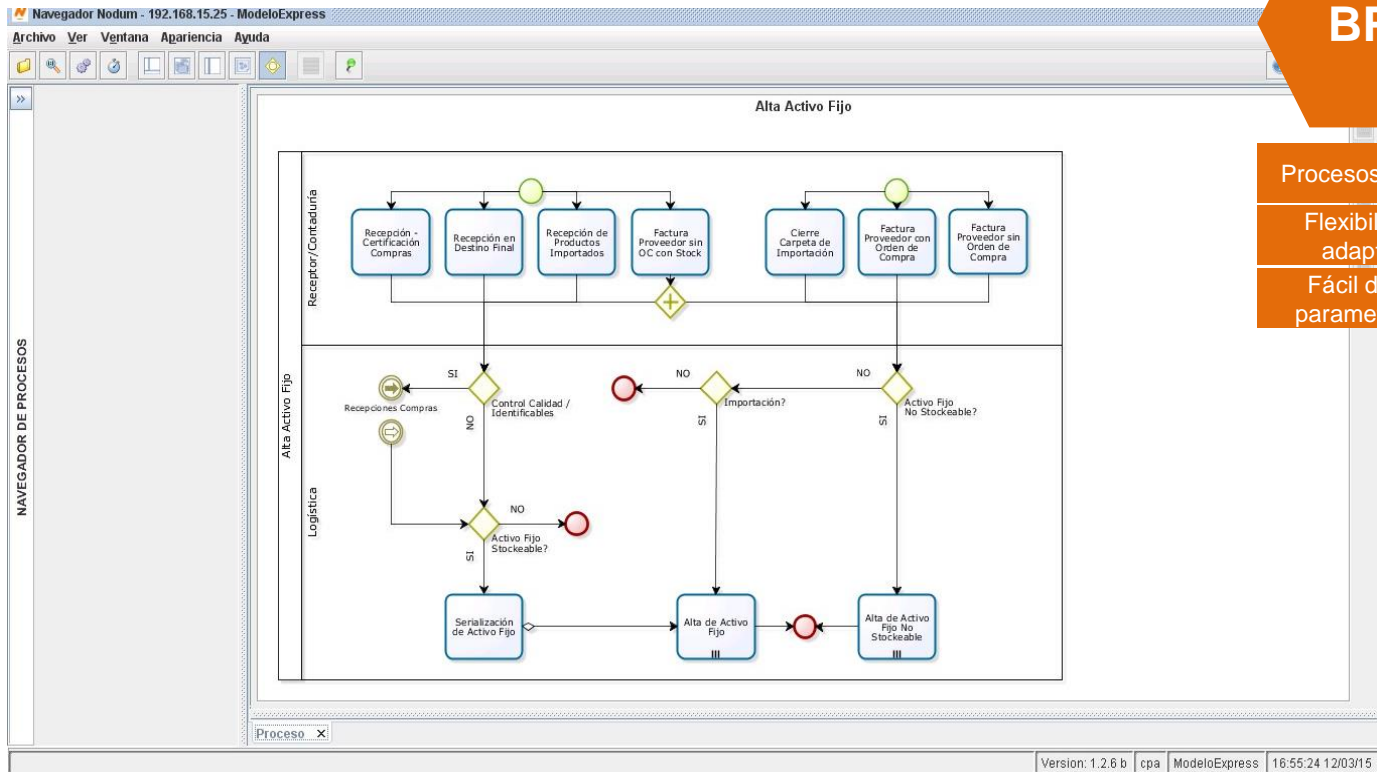 Navegador Nodum - 192.168.15.25 - ModeloExpress
Archivo Ver Ventana Apariencia Ayuda
Procesos
NAVEGADOR DE PROCESOS
Alta Activo Fijo
Alta Activo Fijo
Receptor/Contaduría
Recepción -
Certificación
Compras
Recepción en
Destino Final
Recepción de
Productos
Importados
Factura
Proveedor sin
OC con Stock
Cierre
Carpeta de
Importación
Factura
Proveedor con
Orden de
Compra
Factura
Proveedor sin
Orden de
Compra
Logística
SI
Recepciones Compras
Control Calidad /
Identificables
NO
NO
Importación?
SI
NO
Activo Fijo
No Stockeable?
SI
NO
Activo Fijo
Stockeable?
SI
Serialización
de Activo Fijo
Alta de Activo
Fijo
Alta de Activo
Fijo No
Stockeable
Proceso X
Version: 1.2.6 b cpa ModeloExpress 16:55:24 12/03/15
Fácil